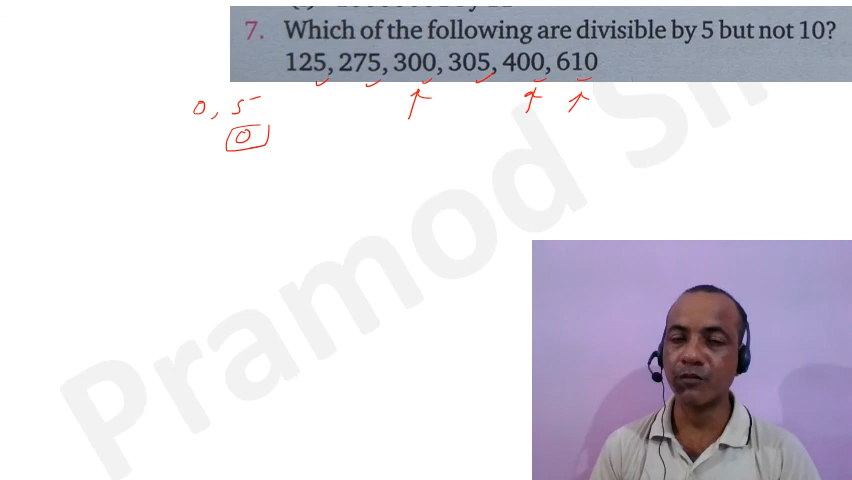 7. Which of the following are divisible by 5 but not 10?
125, 275, 300, 305, 400, 610
0, 5
0
Pramod Sin